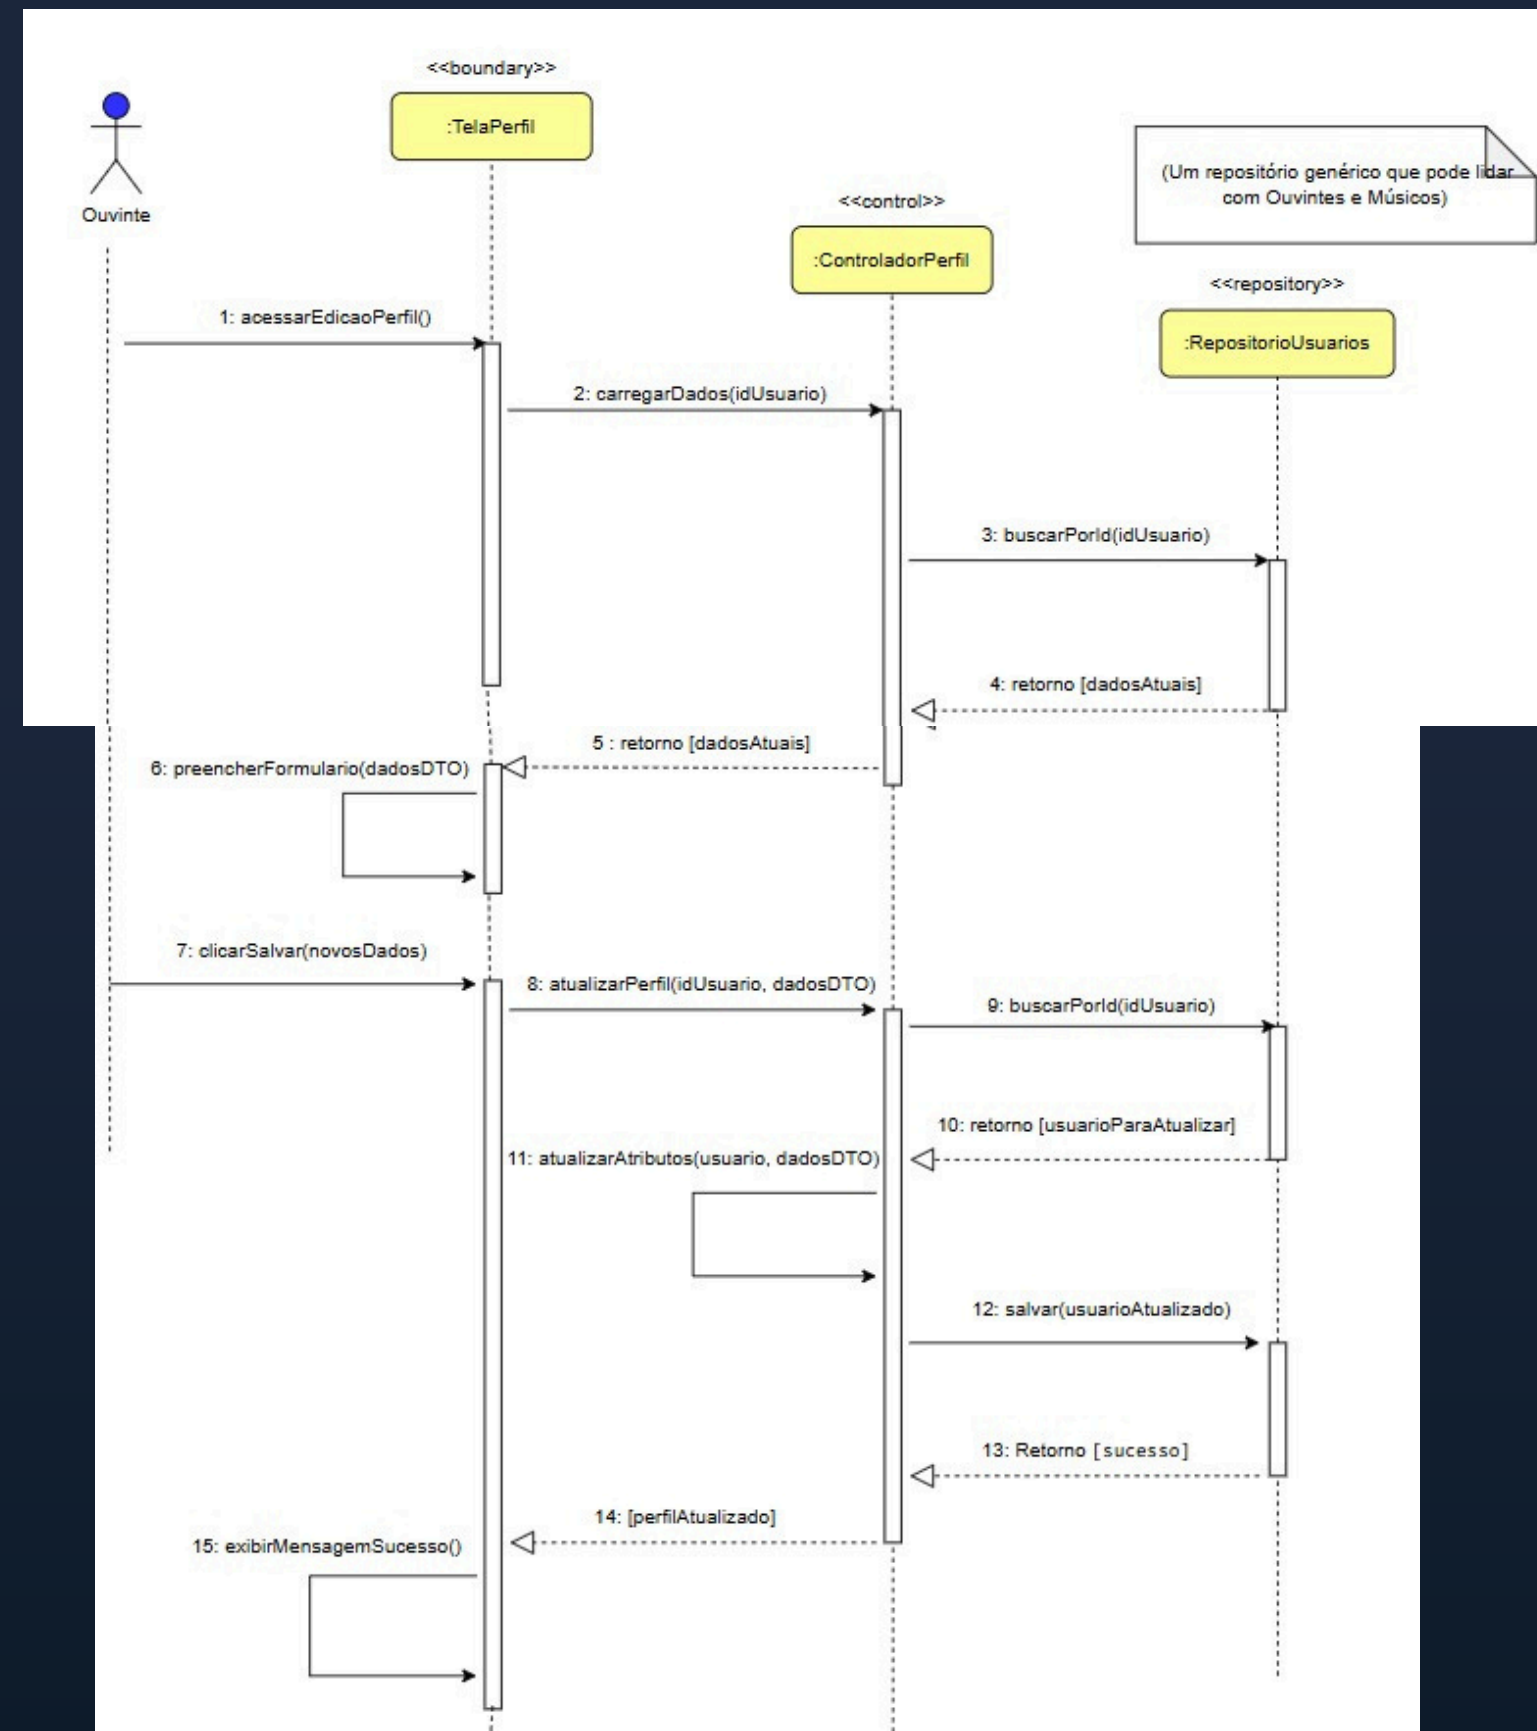 <<boundary>>
:TelaPerfil
Ouvinte
(Um repositório genérico que pode lidar
com Ouvintes e Músicos)
<<control>>
:ControladorPerfil
<<repository>>
:RepositorioUsuarios
1: acessarEdicaoPerfil()
2: carregarDados(idUsuario)
3: buscarPorId(idUsuario)
4: retorno [dadosAtuais]
5 : retorno [dadosAtuais]
6: preencherFormulario(dadosDTO)
7: clicarSalvar(novosDados)
8: atualizarPerfil(idUsuario, dadosDTO)
9: buscarPorId(idUsuario)
10: retorno [usuarioParaAtualizar]
11: atualizarAtributos(usuario, dadosDTO)
12: salvar(usuarioAtualizado)
13: Retorno [sucesso]
14: [perfilAtualizado]
15: exibirMensagemSucesso()